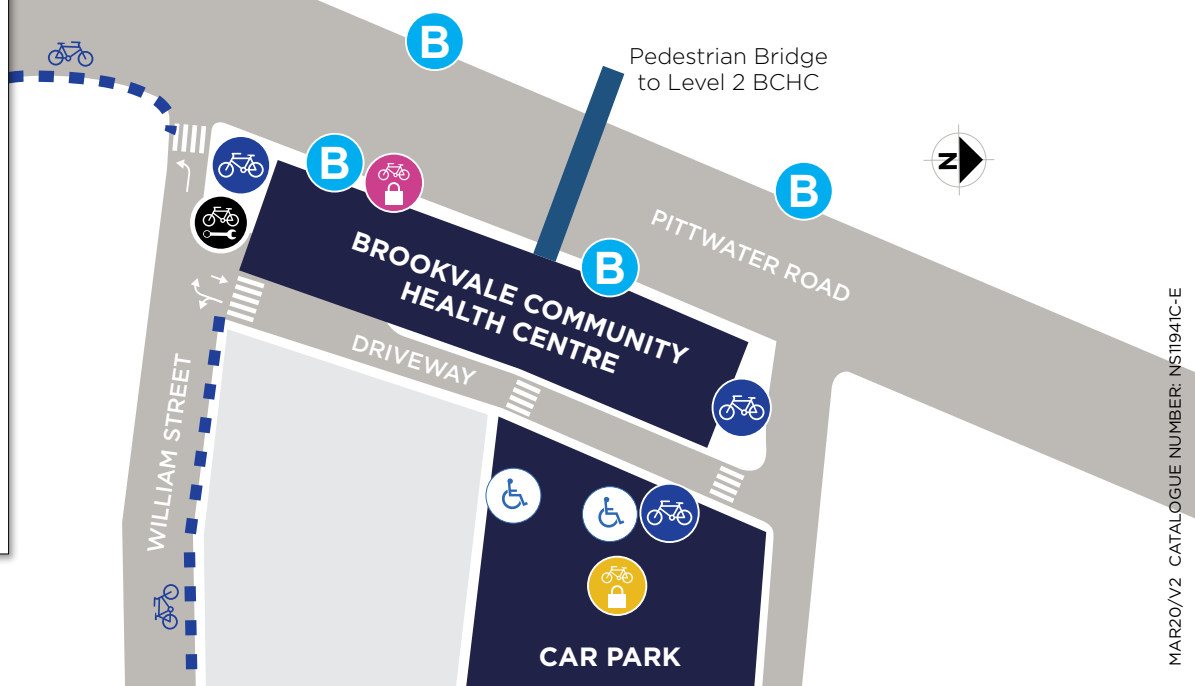 B
Pedestrian Bridge
to Level 2 BCHC
B
B
N
PITTWATER ROAD
B
BROOKVALE COMMUNITY
HEALTH CENTRE
DRIVEWAY
WILLIAM STREET
CAR PARK
MAR20/V2 CATALOGUE NUMBER: NS11941C-E